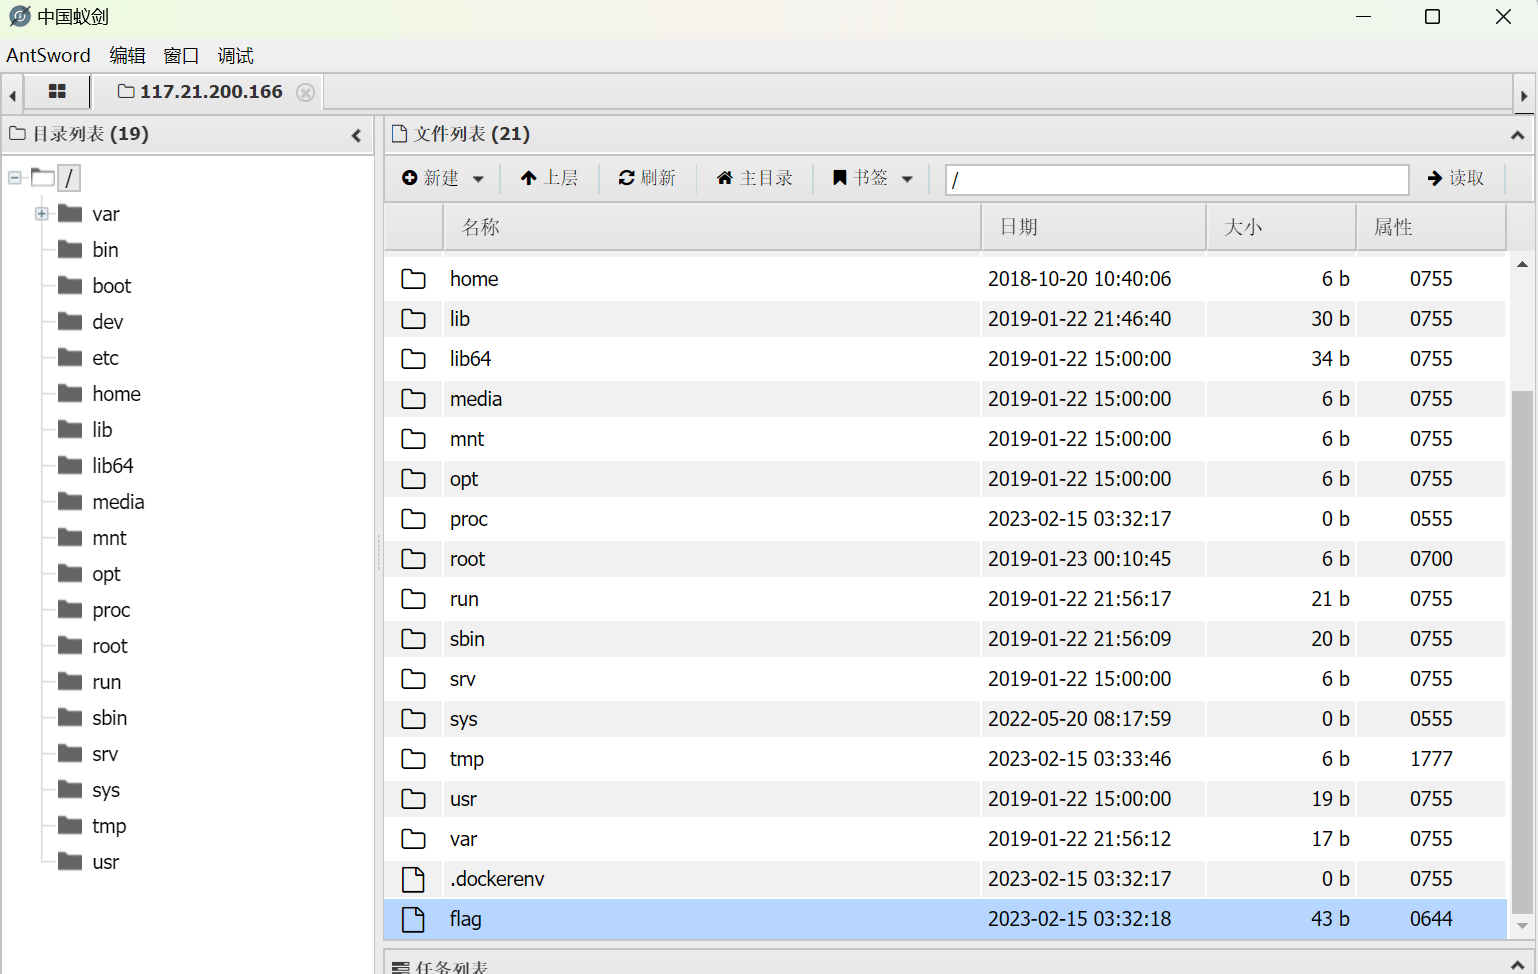 中国蚁剑
AntSword 编辑 窗口 调试
117.21.200.166
目录列表 (19)
/
var
bin
boot
dev
etc
home
lib
lib64
media
mnt
opt
proc
root
run
sbin
srv
sys
tmp
usr
文件列表 (21)
新建 上层 刷新 主目录 书签 / 读取
名称 日期 大小 属性
home 2018-10-20 10:40:06 6 b 0755
lib 2019-01-22 21:46:40 30 b 0755
lib64 2019-01-22 15:00:00 34 b 0755
media 2019-01-22 15:00:00 6 b 0755
mnt 2019-01-22 15:00:00 6 b 0755
opt 2019-01-22 15:00:00 6 b 0755
proc 2023-02-15 03:32:17 0 b 0555
root 2019-01-23 00:10:45 6 b 0700
run 2019-01-22 21:56:17 21 b 0755
sbin 2019-01-22 21:56:09 20 b 0755
srv 2019-01-22 15:00:00 6 b 0755
sys 2022-05-20 08:17:59 0 b 0555
tmp 2023-02-15 03:33:46 6 b 1777
usr 2019-01-22 15:00:00 19 b 0755
var 2019-01-22 21:56:12 17 b 0755
.dockerenv 2023-02-15 03:32:17 0 b 0755
flag 2023-02-15 03:32:18 43 b 0644
任务列表